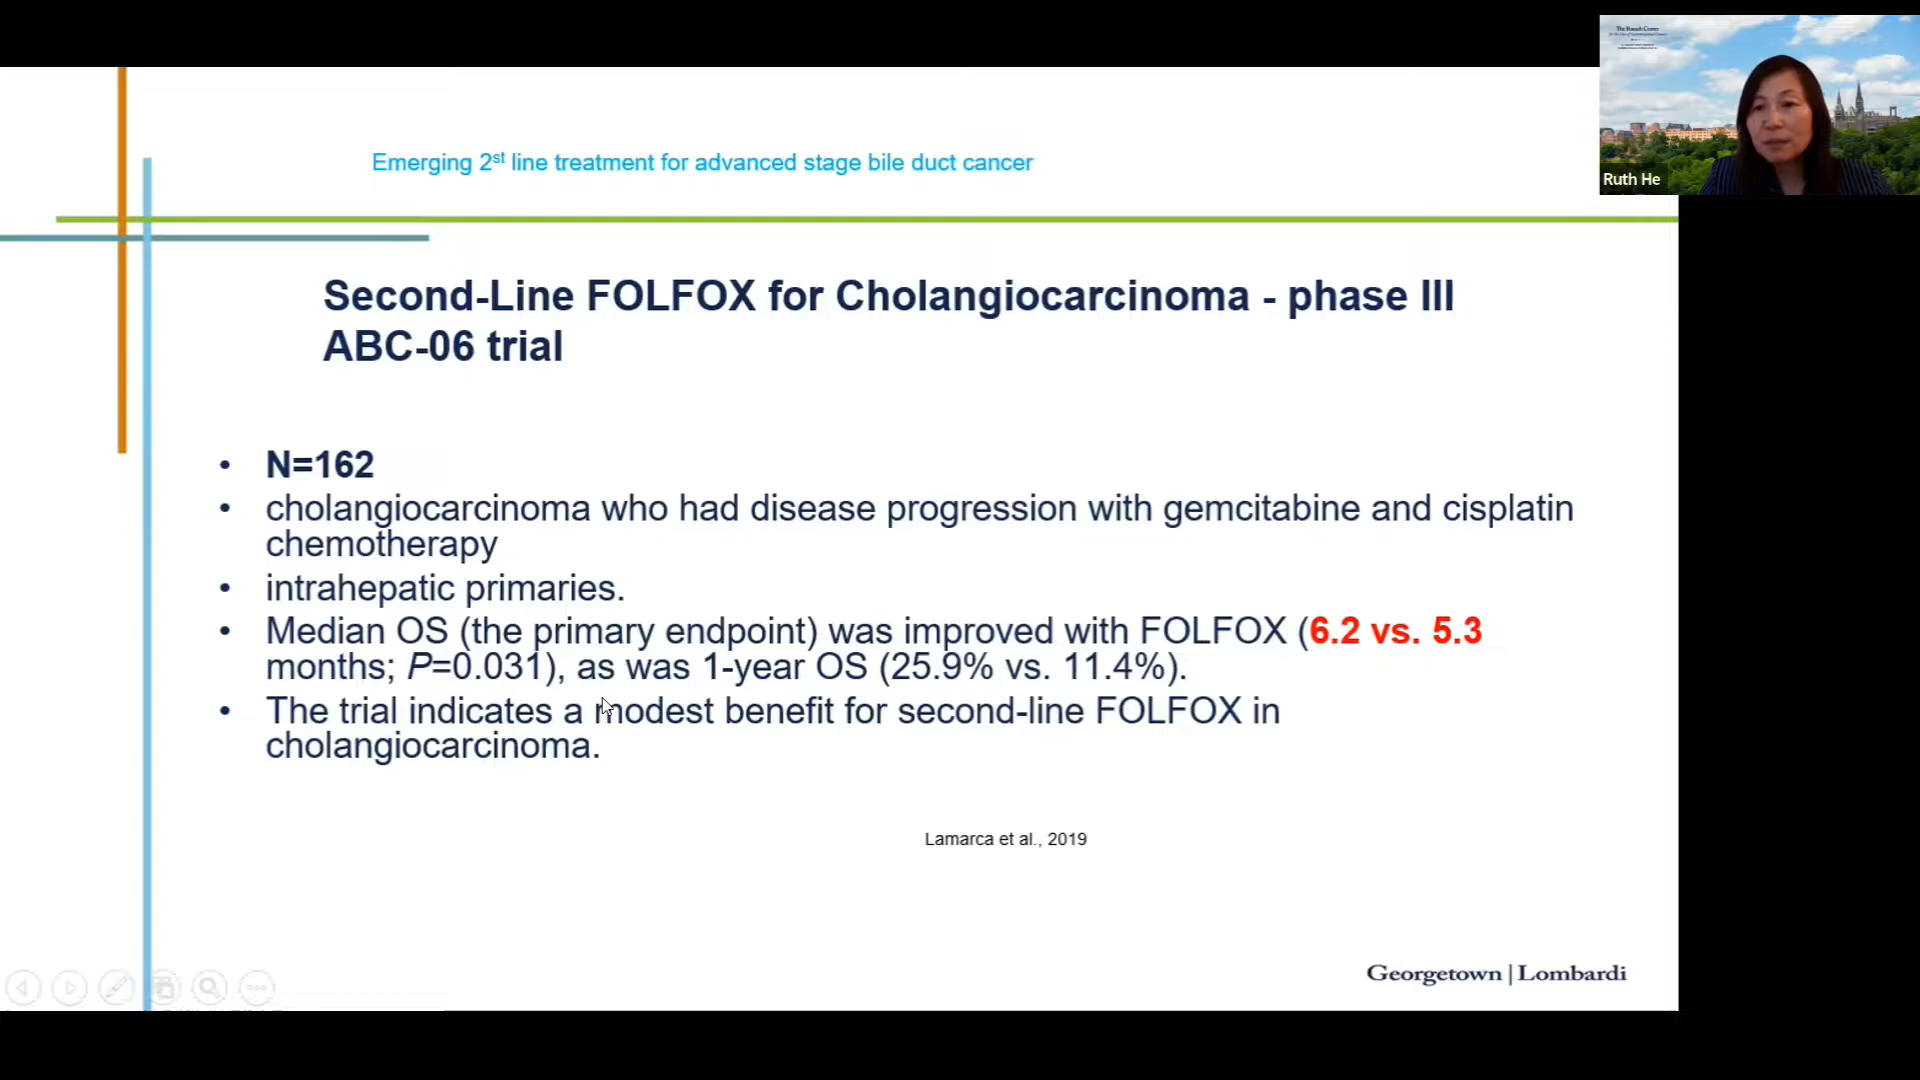 Emerging 2st line treatment for advanced stage bile duct cancer
Ruth He
Second-Line FOLFOX for Cholangiocarcinoma - phase III
ABC-06 trial
• N=162
• cholangiocarcinoma who had disease progression with gemcitabine and cisplatin
chemotherapy
• intrahepatic primaries.
• Median OS (the primary endpoint) was improved with FOLFOX (6.2 vs. 5.3
months; P=0.031), as was 1-year OS (25.9% vs. 11.4%).
• The trial indicates a modest benefit for second-line FOLFOX in
cholangiocarcinoma.
Lamarca et al., 2019
Georgetown | Lombardi